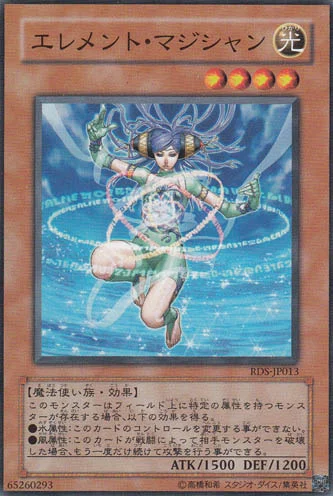 エレメント・マジシャン
光
RDS-JP013
【魔法使い族・効果】
このモンスターはフィールド上に特定の属性を持つモンス
ターが存在する場合、以下の効果を得る。
●水属性：このカードのコントロールを変更する事ができない。
●風属性：このカードが戦闘によって相手モンスターを破壊
した場合、もう一度だけ続けて攻撃を行う事ができる。
ATK/1500 DEF/1200
65260293
©高橋和希 スタジオ・ダイス/集英社